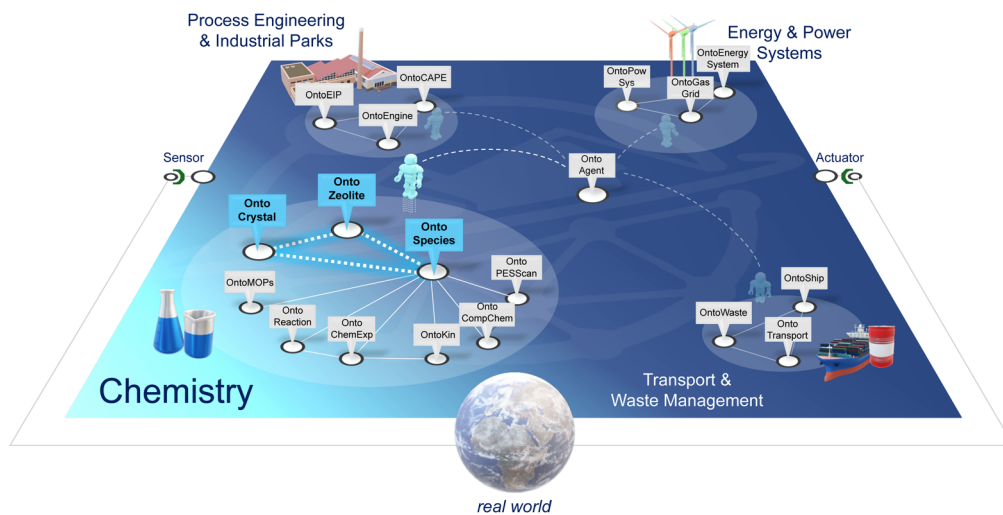 Process Engineering
& Industrial Parks
Energy & Power
Systems
OntoCAPE
OntoEIP
OntoEngine
OntoEnergy
System
OntoPow
Sys
OntoGas
Grid
Sensor
Actuator
Onto
Agent
Onto
Zeolite
Onto
Crystal
Onto
Species
Onto
PESScan
OntoMOPs
Onto
Reaction
Onto
ChemExp
OntoKin
Onto
CompChem
OntoShip
OntoWaste
Onto
Transport
Chemistry
Transport &
Waste Management
real world